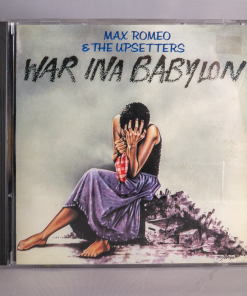 MAX ROMEO
& THE UPSETTERS
WAR INA BABYLON